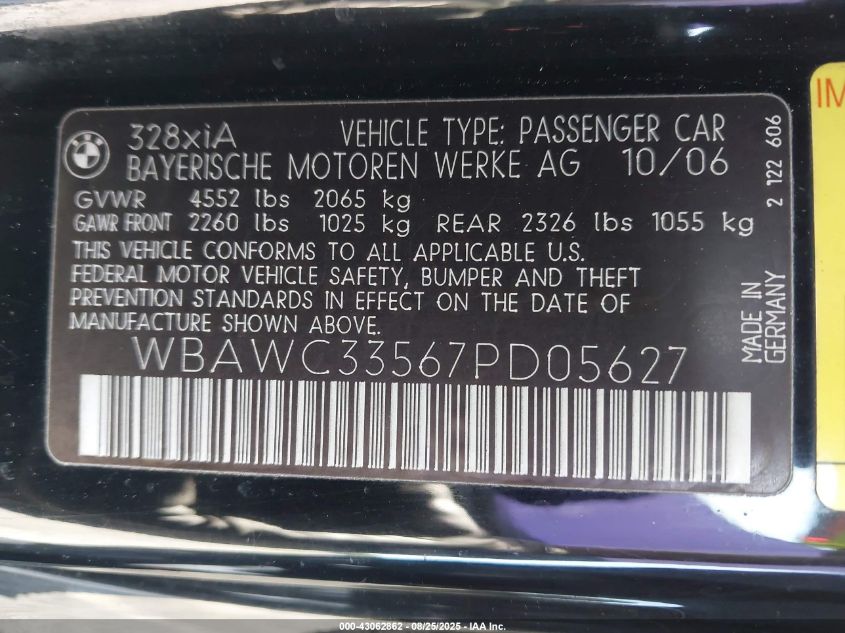 328xiA VEHICLE TYPE: PASSENGER CAR
BAYERISCHE MOTOREN WERKE AG 10/06
GVWR 4552 lbs 2065 kg
GAWR FRONT 2260 lbs 1025 kg REAR 2326 lbs 1055 kg
THIS VEHICLE CONFORMS TO ALL APPLICABLE U.S.
FEDERAL MOTOR VEHICLE SAFETY, BUMPER AND THEFT
PREVENTION STANDARDS IN EFFECT ON THE DATE OF
MANUFACTURE SHOWN ABOVE.
WBAWC33567PD05627
2 122 606
MADE IN
GERMANY
IM
000-43062862 - 08/25/2025 - IAA Inc.